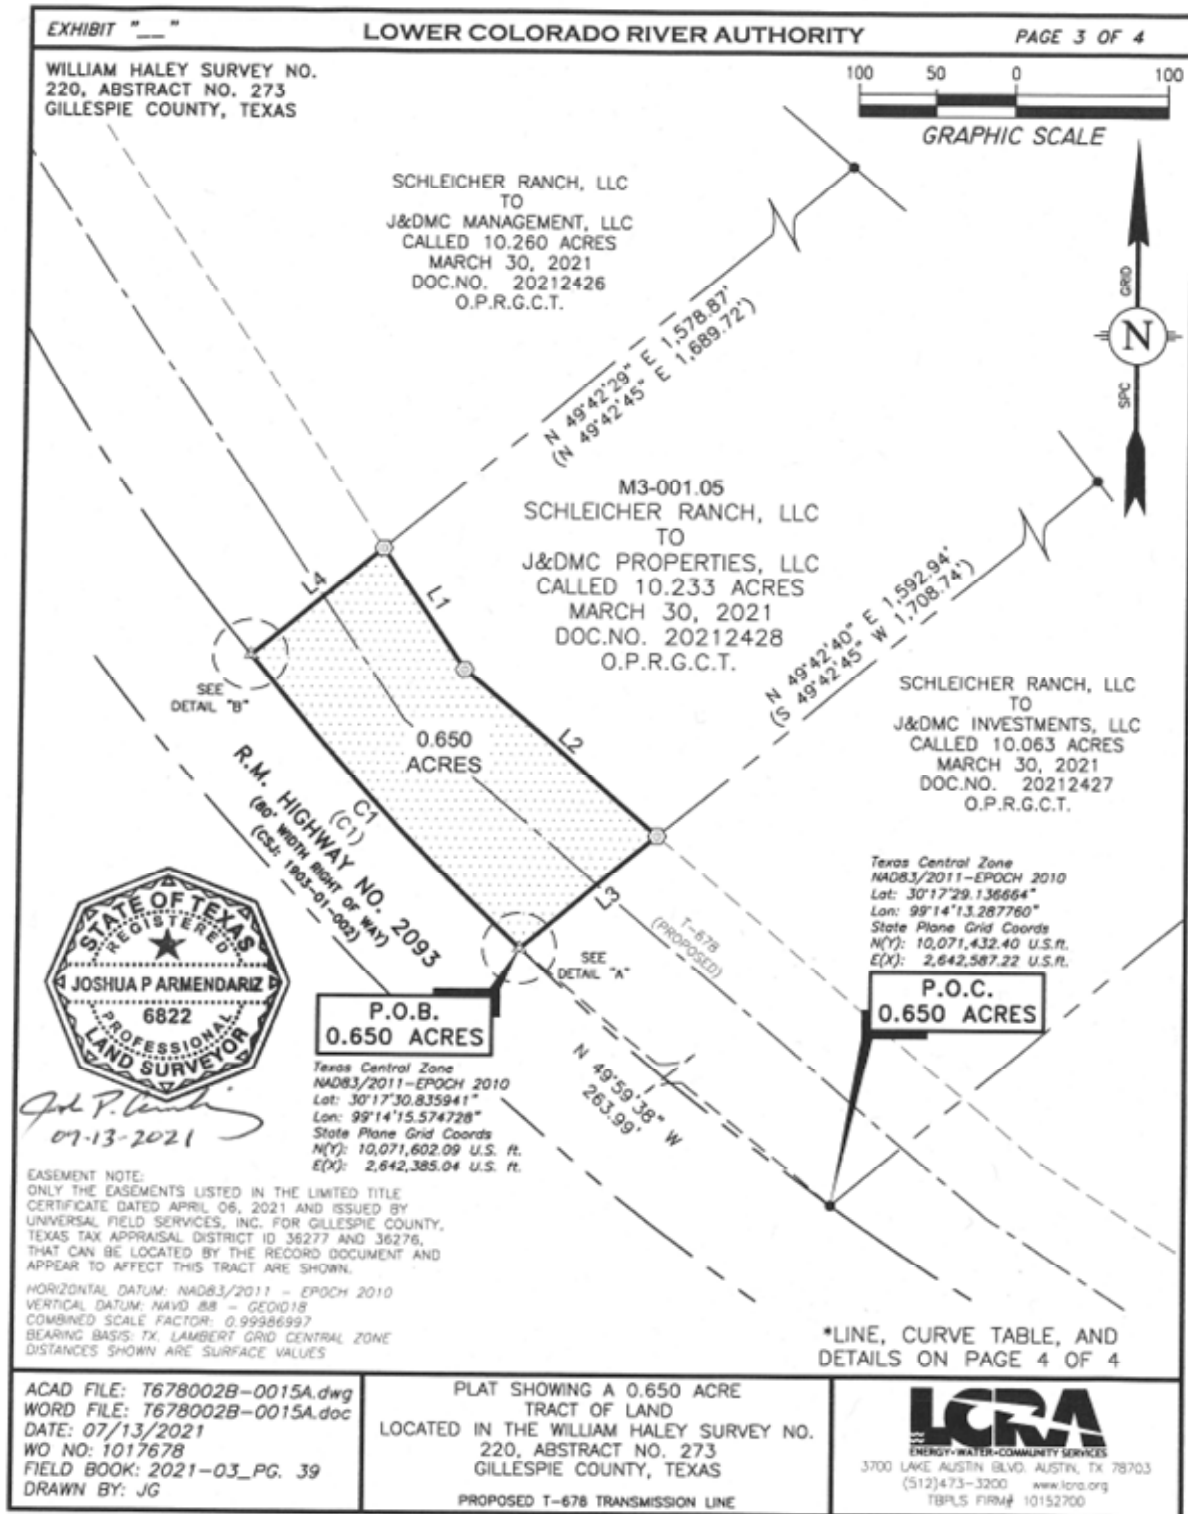 EXHIBIT "__"
LOWER COLORADO RIVER AUTHORITY
PAGE 3 OF 4
WILLIAM HALEY SURVEY NO.
220, ABSTRACT NO. 273
GILLESPIE COUNTY, TEXAS
100 50 0 100
GRAPHIC SCALE
SCHLEICHER RANCH, LLC
TO
J&DMC MANAGEMENT, LLC
CALLED 10.260 ACRES
MARCH 30, 2021
DOC.NO. 20212426
O.P.R.G.C.T.
GRID
N
SPC
N 49°42'29" E 1,578.87'
(N 49°42'45" E 1,689.72')
M3-001.05
SCHLEICHER RANCH, LLC
TO
J&DMC PROPERTIES, LLC
CALLED 10.233 ACRES
MARCH 30, 2021
DOC.NO. 20212428
O.P.R.G.C.T.
N 49°42'40" E 1,592.94'
(S 49°42'45" W 1,708.74')
SCHLEICHER RANCH, LLC
TO
J&DMC INVESTMENTS, LLC
CALLED 10.063 ACRES
MARCH 30, 2021
DOC.NO. 20212427
O.P.R.G.C.T.
L4
L1
L2
L3
SEE
DETAIL "B"
0.650
ACRES
C1
(C1)
R.M. HIGHWAY NO. 2093
(80' WIDTH RIGHT OF WAY)
(CSJ: 1903-01-002)
SEE
DETAIL "A"
T-678
(PROPOSED)
Texas Central Zone
NAD83/2011-EPOCH 2010
Lat: 30°17'29.136664"
Lon: 99°14'13.287760"
State Plane Grid Coords
N(Y): 10,071,432.40 U.S.ft.
E(X): 2,642,587.22 U.S.ft.
P.O.C.
0.650 ACRES
STATE OF TEXAS
REGISTERED
JOSHUA P ARMENDARIZ
6822
PROFESSIONAL
LAND SURVEYOR
07-13-2021
P.O.B.
0.650 ACRES
Texas Central Zone
NAD83/2011-EPOCH 2010
Lat: 30°17'30.835941"
Lon: 99°14'15.574728"
State Plane Grid Coords
N(Y): 10,071,602.09 U.S. ft.
E(X): 2,642,385.04 U.S. ft.
N 49°59'38" W
263.99'
EASEMENT NOTE:
ONLY THE EASEMENTS LISTED IN THE LIMITED TITLE
CERTIFICATE DATED APRIL 06, 2021 AND ISSUED BY
UNIVERSAL FIELD SERVICES, INC. FOR GILLESPIE COUNTY,
TEXAS TAX APPRAISAL DISTRICT ID 36277 AND 36276,
THAT CAN BE LOCATED BY THE RECORD DOCUMENT AND
APPEAR TO AFFECT THIS TRACT ARE SHOWN.
HORIZONTAL DATUM: NAD83/2011 - EPOCH 2010
VERTICAL DATUM: NAVD 88 - GEOID18
COMBINED SCALE FACTOR: 0.99986997
BEARING BASIS: TX. LAMBERT GRID CENTRAL ZONE
DISTANCES SHOWN ARE SURFACE VALUES
*LINE, CURVE TABLE, AND
DETAILS ON PAGE 4 OF 4
ACAD FILE: T678002B-0015A.dwg
WORD FILE: T678002B-0015A.doc
DATE: 07/13/2021
WO NO: 1017678
FIELD BOOK: 2021-03_PG. 39
DRAWN BY: JG
PLAT SHOWING A 0.650 ACRE
TRACT OF LAND
LOCATED IN THE WILLIAM HALEY SURVEY NO.
220, ABSTRACT NO. 273
GILLESPIE COUNTY, TEXAS
PROPOSED T-678 TRANSMISSION LINE
LCRA
ENERGY•WATER•COMMUNITY SERVICES
3700 LAKE AUSTIN BLVD. AUSTIN, TX 78703
(512)473-3200 www.lcra.org
TBPLS FIRM# 10152700